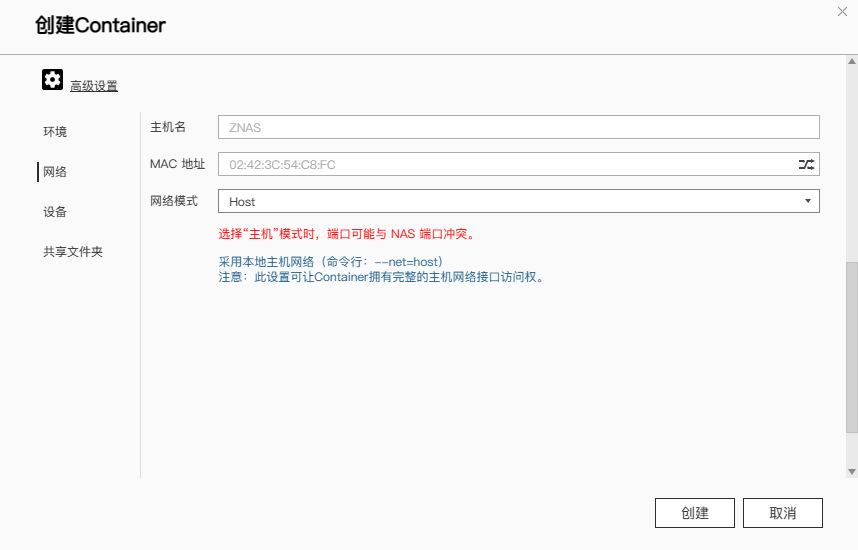 创建Container
高级设置
环境
网络
设备
共享文件夹
主机名
ZNAS
MAC 地址
02:42:3C:54:C8:FC
网络模式
Host
选择“主机”模式时，端口可能与 NAS 端口冲突。
采用本地主机网络（命令行：--net=host）
注意：此设置可让Container拥有完整的主机网络接口访问权。
创建
取消